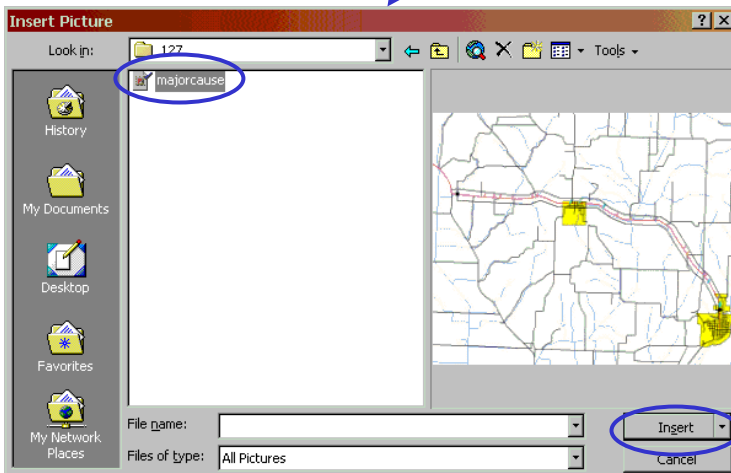 Insert Picture
Look in: 127 Tools
majorcause
History
My Documents
Desktop
Favorites
My Network
Places
File name:
Insert
Files of type: All Pictures
Cancel